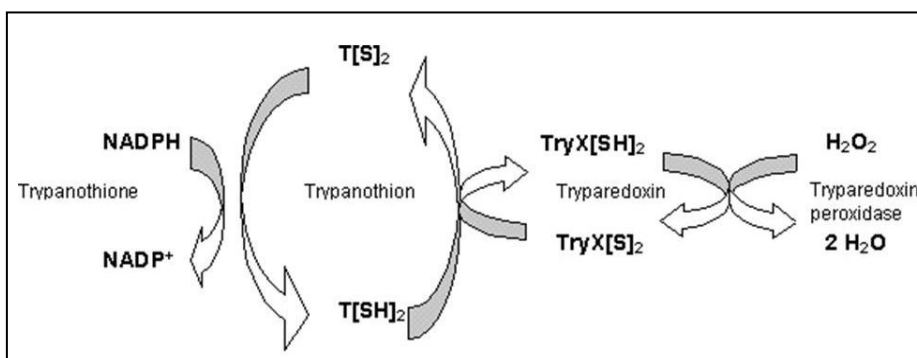 T[S]₂
NADPH
TryX[SH]₂
H₂O₂
Trypanothione
Trypanothion
Tryparedoxin
Tryparedoxin
peroxidase
NADP⁺
TryX[S]₂
2 H₂O
T[SH]₂